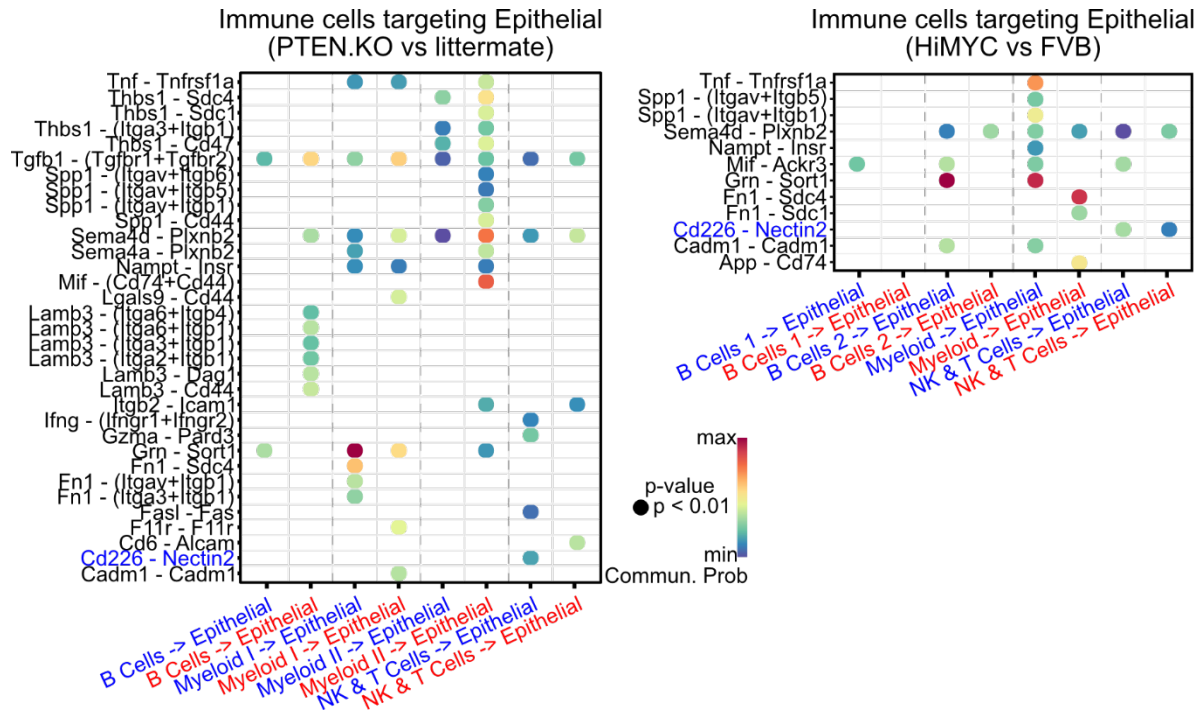 Immune cells targeting Epithelial
(PTEN.KO vs littermate)
Tnf - Tnfrsf1a
Thbs1 - Sdc4
Thbs1 - Sdc1
Thbs1 - (Itga3+Itgb1)
Thbs1 - Cd47
Tgfb1 - (Tgfbr1+Tgfbr2)
Spp1 - (Itgav+Itgb6)
Spp1 - (Itgav+Itgb5)
Spp1 - (Itgav+Itgb1)
Spp1 - Cd44
Sema4d - Plxnb2
Sema4a - Plxnb2
Nampt - Insr
Mif - (Cd74+Cd44)
Lgals9 - Cd44
Lamb3 - (Itga6+Itgb4)
Lamb3 - (Itga6+Itgb1)
Lamb3 - (Itga3+Itgb1)
Lamb3 - (Itga2+Itgb1)
Lamb3 - Dag1
Lamb3 - Cd44
Itgb2 - Icam1
Ifng - (Ifngr1+Ifngr2)
Gzma - Pard3
Grn - Sort1
Fn1 - Sdc4
Fn1 - (Itgav+Itgb1)
Fn1 - (Itga3+Itgb1)
Fasl - Fas
F11r - F11r
Cd6 - Alcam
Cd226 - Nectin2
Cadm1 - Cadm1
B Cells -> Epithelial
B Cells -> Epithelial
Myeloid I -> Epithelial
Myeloid I -> Epithelial
Myeloid II -> Epithelial
Myeloid II -> Epithelial
NK & T Cells -> Epithelial
NK & T Cells -> Epithelial
Immune cells targeting Epithelial
(HiMYC vs FVB)
Tnf - Tnfrsf1a
Spp1 - (Itgav+Itgb5)
Spp1 - (Itgav+Itgb1)
Sema4d - Plxnb2
Nampt - Insr
Mif - Ackr3
Grn - Sort1
Fn1 - Sdc4
Fn1 - Sdc1
Cd226 - Nectin2
Cadm1 - Cadm1
App - Cd74
B Cells 1 -> Epithelial
B Cells 1 -> Epithelial
B Cells 2 -> Epithelial
B Cells 2 -> Epithelial
Myeloid -> Epithelial
Myeloid -> Epithelial
NK & T Cells -> Epithelial
NK & T Cells -> Epithelial
max
p-value
p < 0.01
min
Commun. Prob